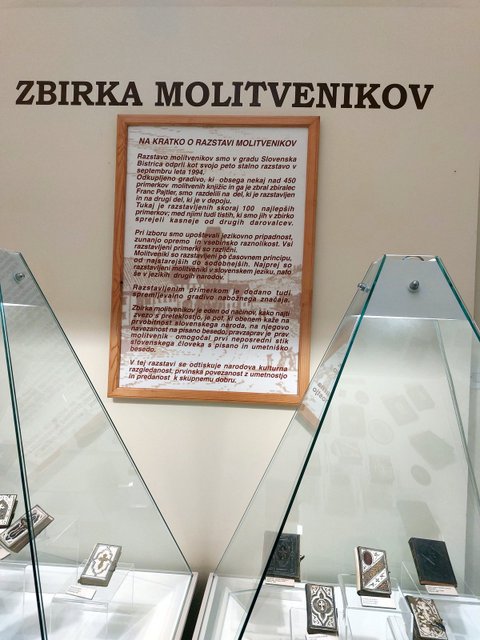 ZBIRKA MOLITVENIKOV
NA KRATKO O RAZSTAVI MOLITVENIKOV
Razstavo molitvenikov smo v gradu Slovenska
Bistrica odprli kot svojo peto stalno razstavo v
septembru leta 1994.
Odkupljeno gradivo, ki obsega nekaj nad 450
primerkov molitvenih knjižic in ga je zbral zbiralec
Franc Pajtler, smo razdelili na del, ki je razstavljen
in na drugi del, ki je v depoju.
Tukaj je razstavljenih skoraj 100 najlepših
primerkov; med njimi tudi tistih, ki smo jih v zbirko
sprejeli kasneje od drugih darovalcev.
Pri izboru smo upoštevali jezikovno pripadnost,
zunanjo opremo in vsebinsko raznolikost. Vsi
razstavljeni primerki so različni.
Molitveniki so razstavljeni po časovnem principu,
od najstarejših do sodobnejših. Najprej so
razstavljeni molitveniki v slovenskem jeziku, nato
še v jezikih drugih narodov.
Razstavljenim primerkom je dodano tudi
spremljevalno gradivo nabožnega značaja.
Zbirka molitvenikov je eden od načinov, kako najti
zvezo s preteklostjo, je pot, ki obenem kaže na
prvobitnost slovenskega naroda, na njegovo
navezanost na pisano besedo; pravzaprav je prav
molitvenik omogočal prvi neposredni stik
slovenskega človeka s pisano in umetniško
besedo.
V tej razstavi se odtiskuje narodova kulturna
razgledanost, prvinska povezanost z umetnostjo
in predanost k skupnemu dobru.